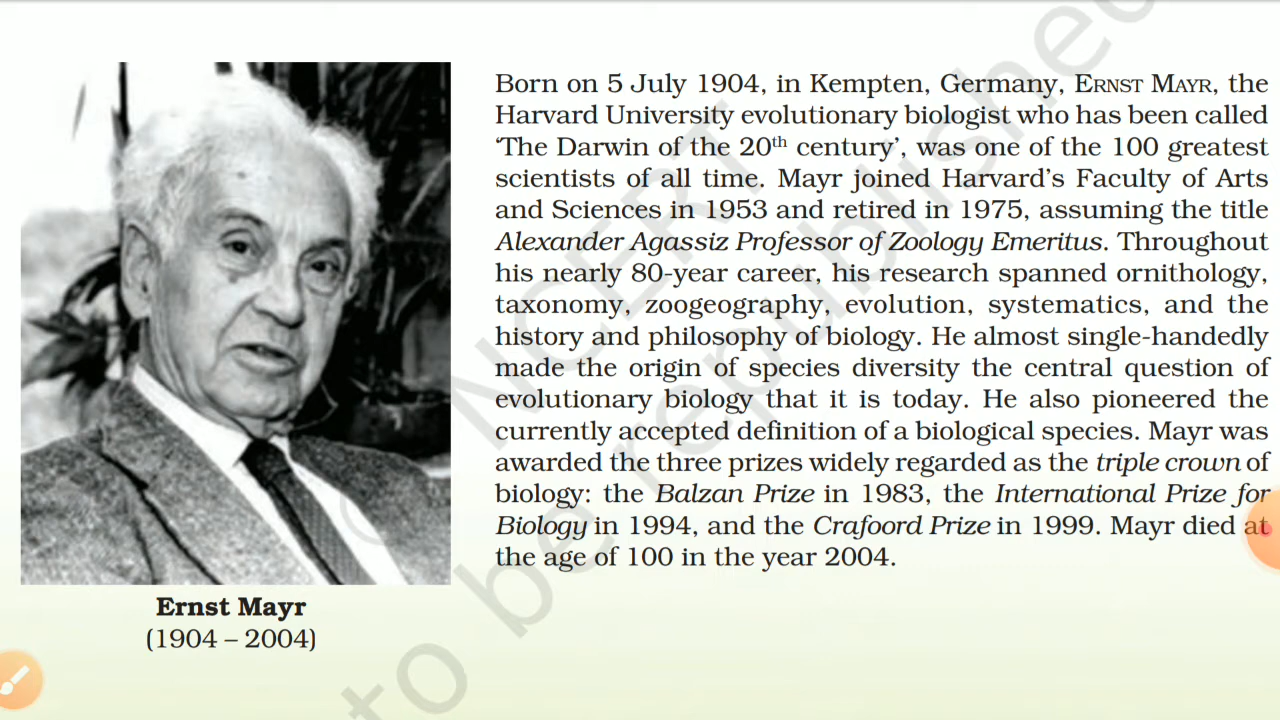 Born on 5 July 1904, in Kempten, Germany, ERNST MAYR, the
Harvard University evolutionary biologist who has been called
‘The Darwin of the 20th century’, was one of the 100 greatest
scientists of all time. Mayr joined Harvard’s Faculty of Arts
and Sciences in 1953 and retired in 1975, assuming the title
Alexander Agassiz Professor of Zoology Emeritus. Throughout
his nearly 80-year career, his research spanned ornithology,
taxonomy, zoogeography, evolution, systematics, and the
history and philosophy of biology. He almost single-handedly
made the origin of species diversity the central question of
evolutionary biology that it is today. He also pioneered the
currently accepted definition of a biological species. Mayr was
awarded the three prizes widely regarded as the triple crown of
biology: the Balzan Prize in 1983, the International Prize for
Biology in 1994, and the Crafoord Prize in 1999. Mayr died at
the age of 100 in the year 2004.
Ernst Mayr
(1904 – 2004)
© NCERT
to be republished